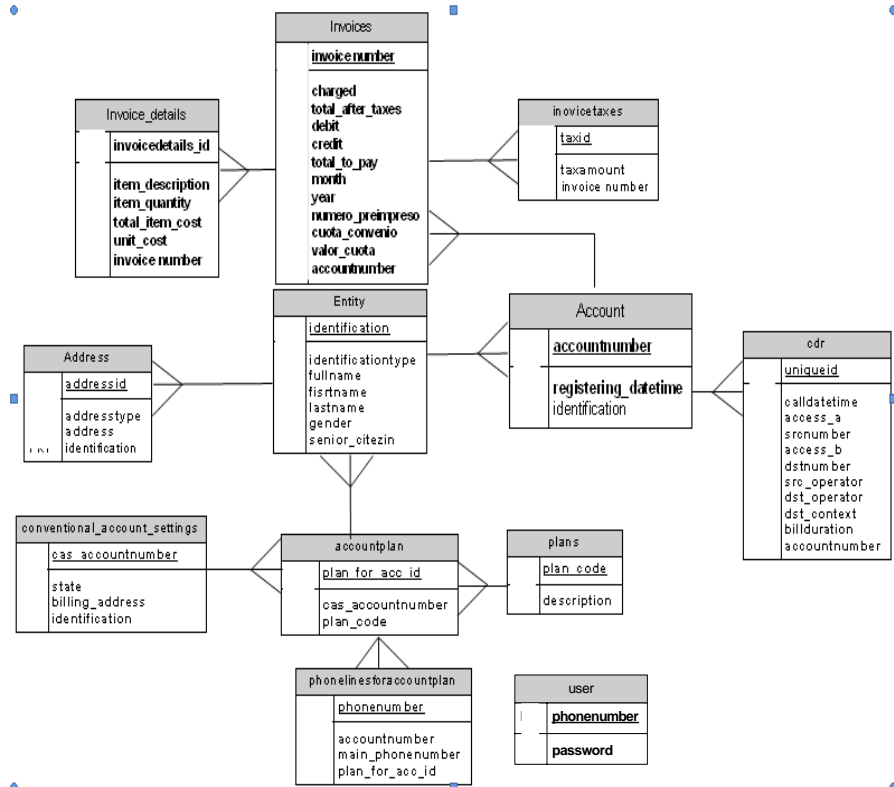 Invoices
invoice number
charged
total_after_taxes
debit
credit
total_to_pay
month
year
numero_preimpreso
cuota_convenio
valor_cuota
accountnumber
Invoice_details
invoicedetails_id
item_description
item_quantity
total_item_cost
unit_cost
invoice number
inovicetaxes
taxid
taxamount
invoice number
Entity
identification
identificationtype
fullname
fisrtname
lastname
gender
senior_citezin
Account
accountnumber
registering_datetime
identification
Address
addressid
addresstype
address
identification
cdr
uniqueid
calldatetime
access_a
srcnumber
access_b
dstnumber
src_operator
dst_operator
dst_context
billduration
accountnumber
conventional_account_settings
cas_accountnumber
state
billing_address
identification
accountplan
plan_for_acc_id
cas_accountnumber
plan_code
plans
plan_code
description
phonelinesforaccountplan
phonenumber
accountnumber
main_phonenumber
plan_for_acc_id
user
phonenumber
password